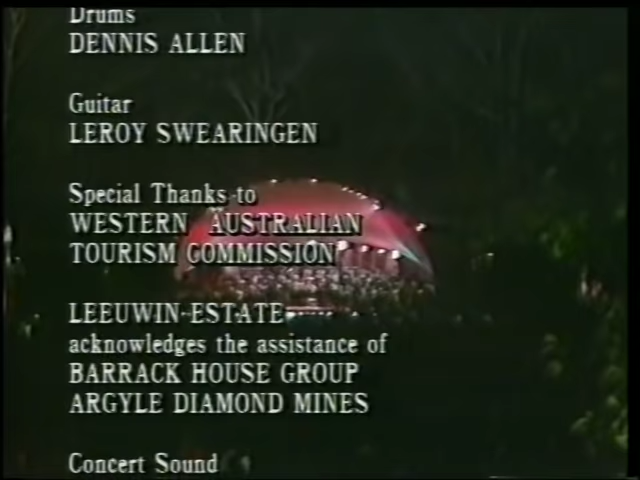 Drums
DENNIS ALLEN
Guitar
LEROY SWEARINGEN
Special Thanks to
WESTERN AUSTRALIAN
TOURISM COMMISSION
LEEUWIN ESTATE
acknowledges the assistance of
BARRACK HOUSE GROUP
ARGYLE DIAMOND MINES
Concert Sound